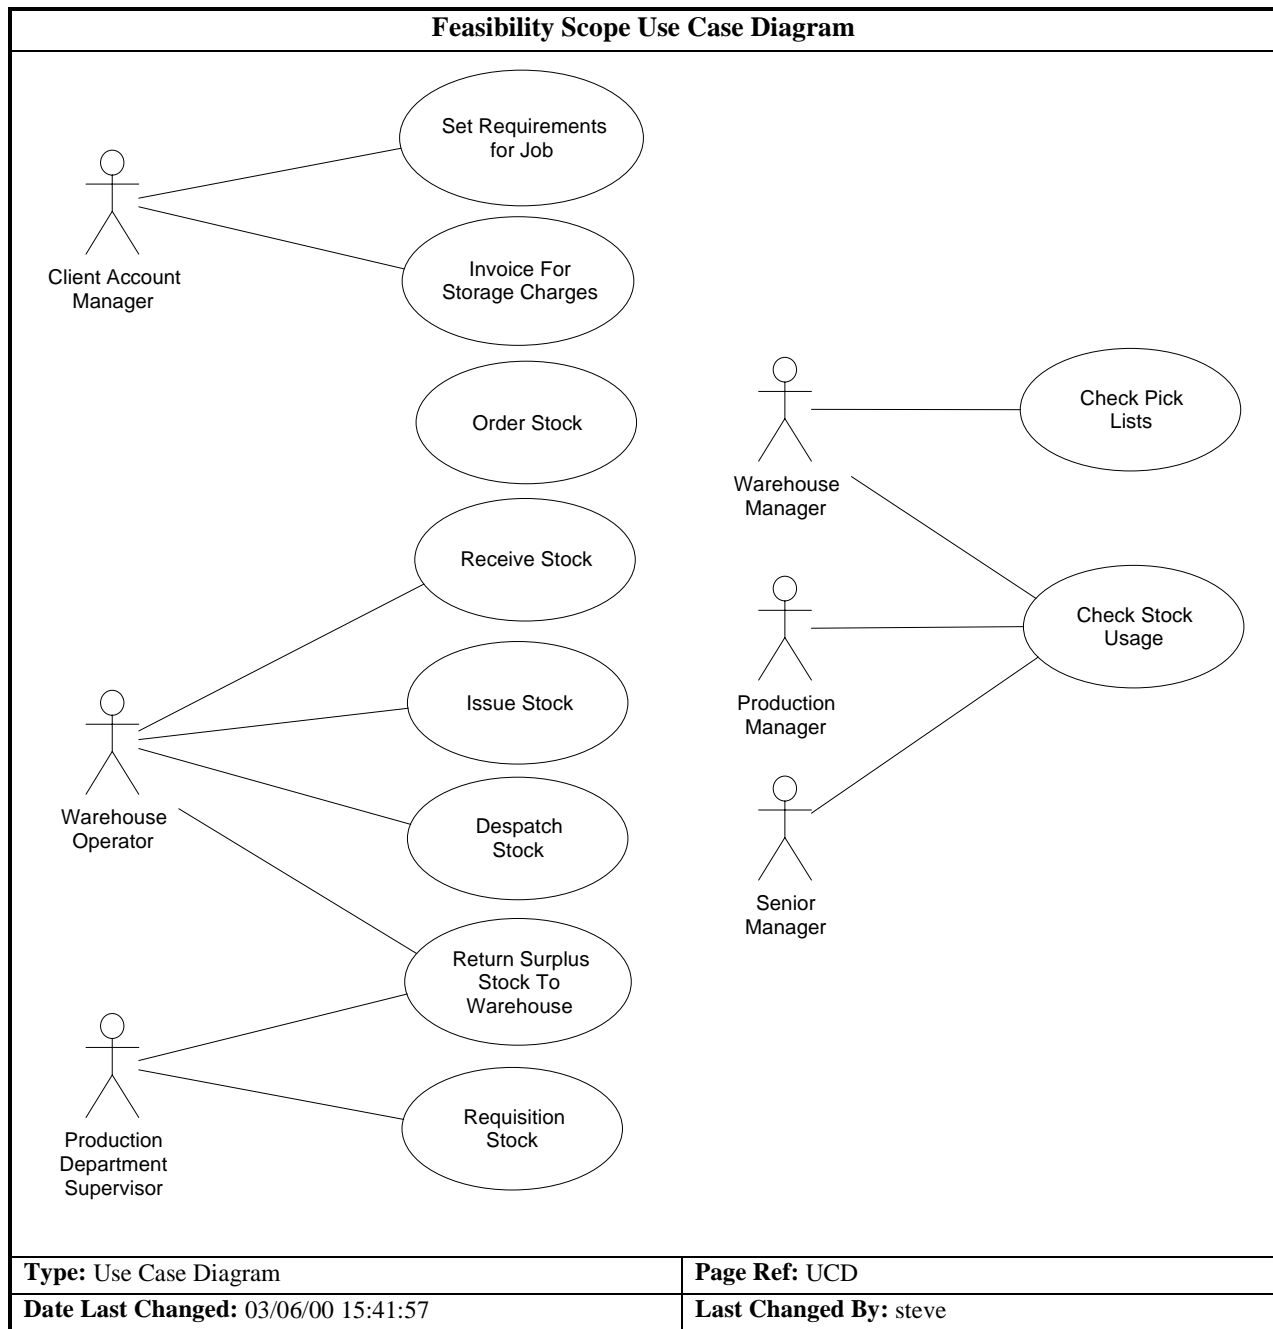 Feasibility Scope Use Case Diagram
Set Requirements
for Job
Client Account
Manager
Invoice For
Storage Charges
Order Stock
Receive Stock
Issue Stock
Warehouse
Operator
Despatch
Stock
Return Surplus
Stock To
Warehouse
Production
Department
Supervisor
Requisition
Stock
Warehouse
Manager
Check Pick
Lists
Production
Manager
Check Stock
Usage
Senior
Manager
Type: Use Case Diagram
Page Ref: UCD
Date Last Changed: 03/06/00 15:41:57
Last Changed By: steve